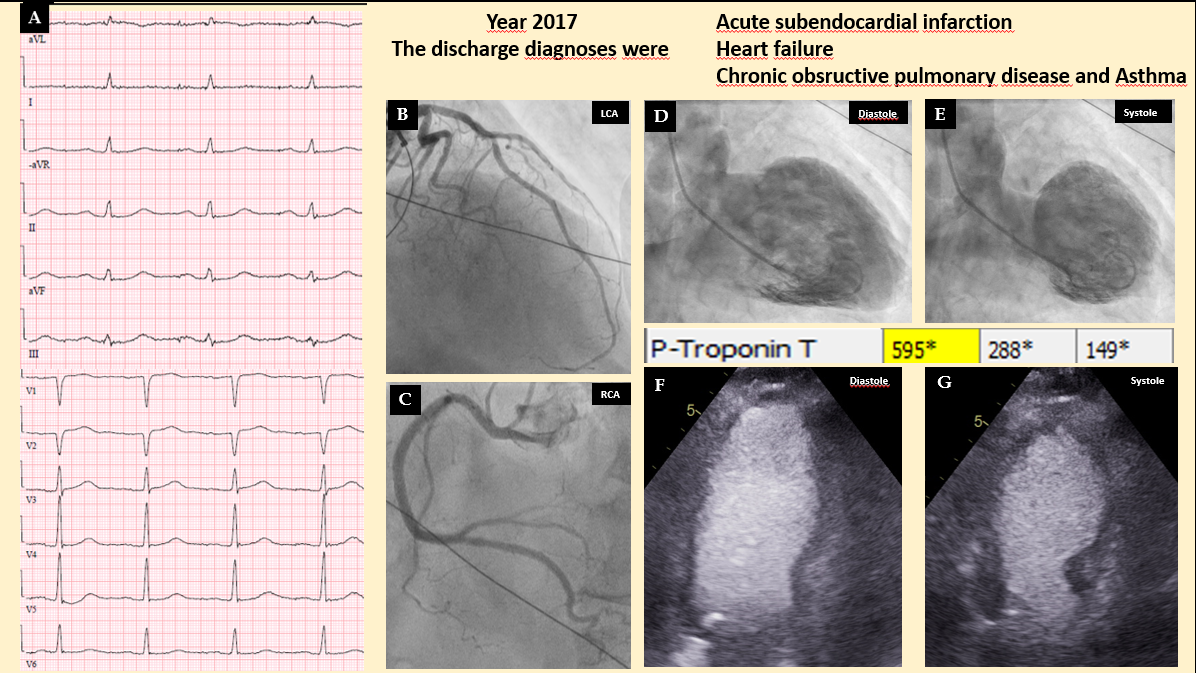 A
aVL
I
-aVR
II
aVF
III
V1
V2
V3
V4
V5
V6
Year 2017
The discharge diagnoses were
Acute subendocardial infarction
Heart failure
Chronic obsructive pulmonary disease and Asthma
B
LCA
C
RCA
D
Diastole
E
Systole
P-Troponin T 595* 288* 149*
F
Diastole
5
G
Systole
5